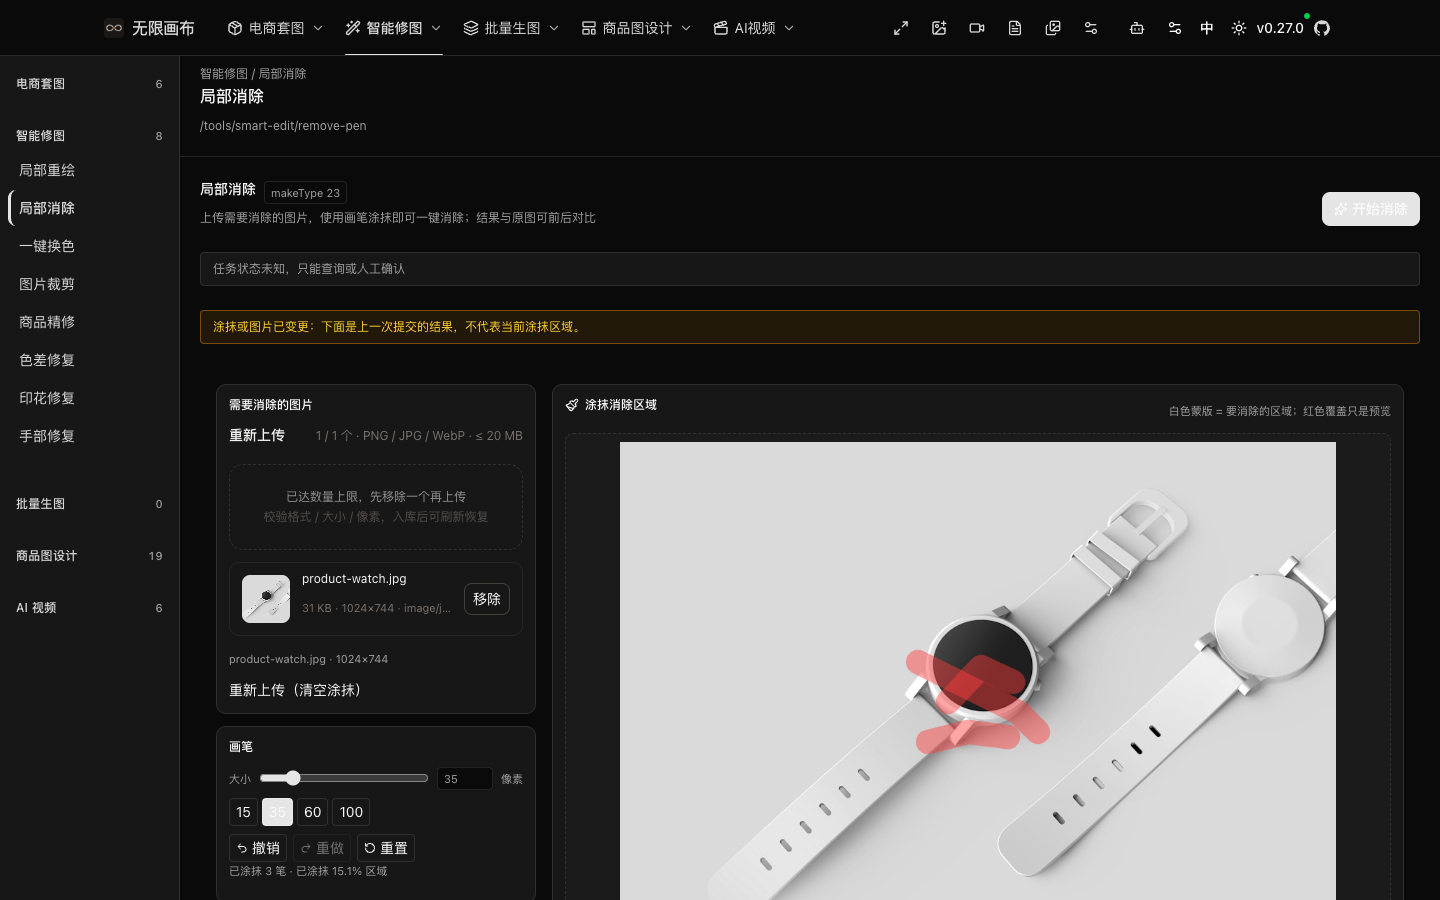 无限画布
电商套图
智能修图
批量生图
商品图设计
AI视频
中
v0.27.0
电商套图 6
智能修图 8
局部重绘
局部消除
一键换色
图片裁剪
商品精修
色差修复
印花修复
手部修复
批量生图 0
商品图设计 19
AI 视频 6
智能修图 / 局部消除
局部消除
/tools/smart-edit/remove-pen
局部消除 makeType 23
上传需要消除的图片，使用画笔涂抹即可一键消除；结果与原图可前后对比
开始消除
任务状态未知，只能查询或人工确认
涂抹或图片已变更：下面是上一次提交的结果，不代表当前涂抹区域。
需要消除的图片
重新上传 1 / 1 个 · PNG / JPG / WebP · ≤ 20 MB
已达数量上限，先移除一个再上传
校验格式 / 大小 / 像素，入库后可刷新恢复
product-watch.jpg
31 KB · 1024×744 · image/j...
移除
product-watch.jpg · 1024×744
重新上传（清空涂抹）
画笔
大小 35 像素
15 35 60 100
撤销 重做 重置
已涂抹 3 笔 · 已涂抹 15.1% 区域
涂抹消除区域
白色蒙版 = 要消除的区域；红色覆盖只是预览